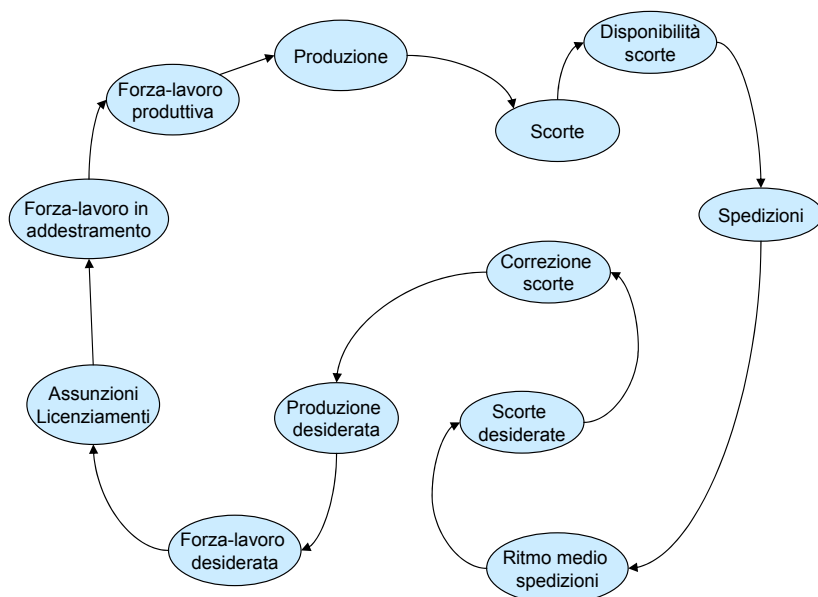 Disponibilità
scorte
Produzione
Forza-lavoro
produttiva
Scorte
Forza-lavoro in
addestramento
Spedizioni
Correzione
scorte
Assunzioni
Licenziamenti
Produzione
desiderata
Scorte
desiderate
Forza-lavoro
desiderata
Ritmo medio
spedizioni